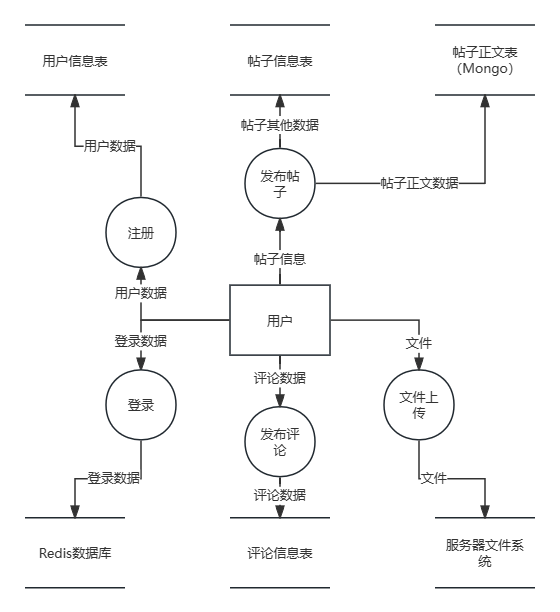 用户信息表
帖子信息表
帖子正文表
（Mongo）
帖子其他数据
用户数据
发布帖
子
帖子正文数据
注册
帖子信息
用户数据
用户
登录数据
文件
评论数据
登录
文件上
传
发布评
论
登录数据
文件
评论数据
Redis数据库
评论信息表
服务器文件系
统